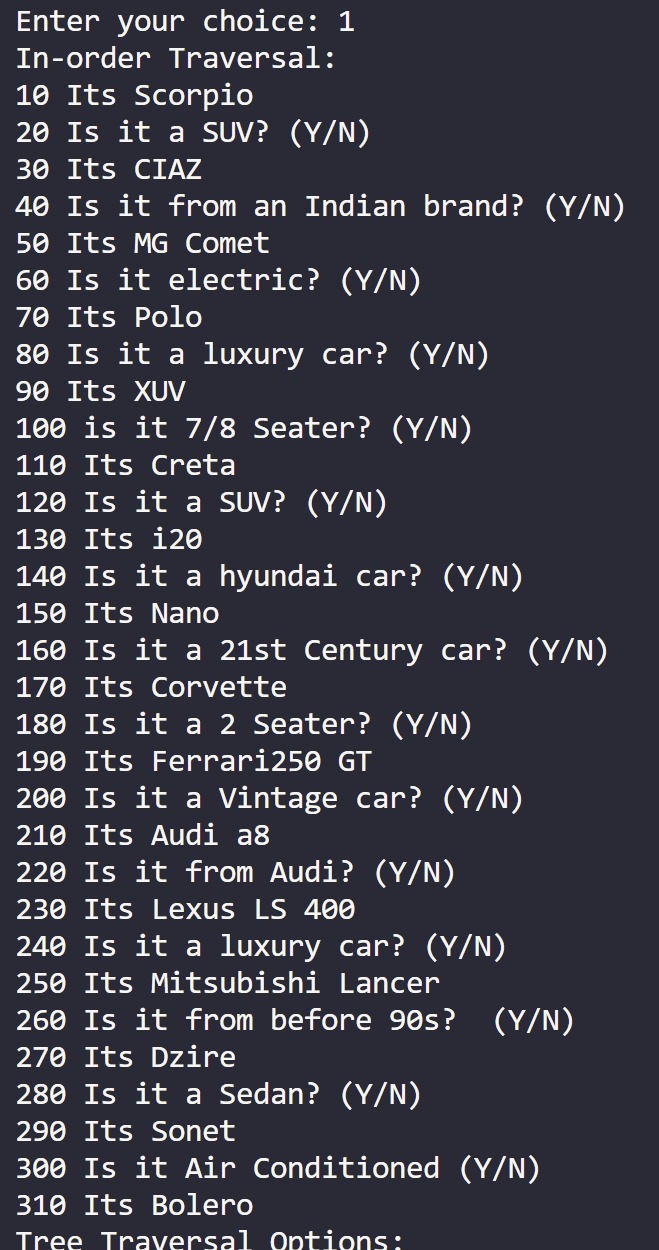 Enter your choice: 1
In-order Traversal:
10 Its Scorpio
20 Is it a SUV? (Y/N)
30 Its CIAZ
40 Is it from an Indian brand? (Y/N)
50 Its MG Comet
60 Is it electric? (Y/N)
70 Its Polo
80 Is it a luxury car? (Y/N)
90 Its XUV
100 is it 7/8 Seater? (Y/N)
110 Its Creta
120 Is it a SUV? (Y/N)
130 Its i20
140 Is it a hyundai car? (Y/N)
150 Its Nano
160 Is it a 21st Century car? (Y/N)
170 Its Corvette
180 Is it a 2 Seater? (Y/N)
190 Its Ferrari250 GT
200 Is it a Vintage car? (Y/N)
210 Its Audi a8
220 Is it from Audi? (Y/N)
230 Its Lexus LS 400
240 Is it a luxury car? (Y/N)
250 Its Mitsubishi Lancer
260 Is it from before 90s?  (Y/N)
270 Its Dzire
280 Is it a Sedan? (Y/N)
290 Its Sonet
300 Is it Air Conditioned (Y/N)
310 Its Bolero
Tree Traversal Options: